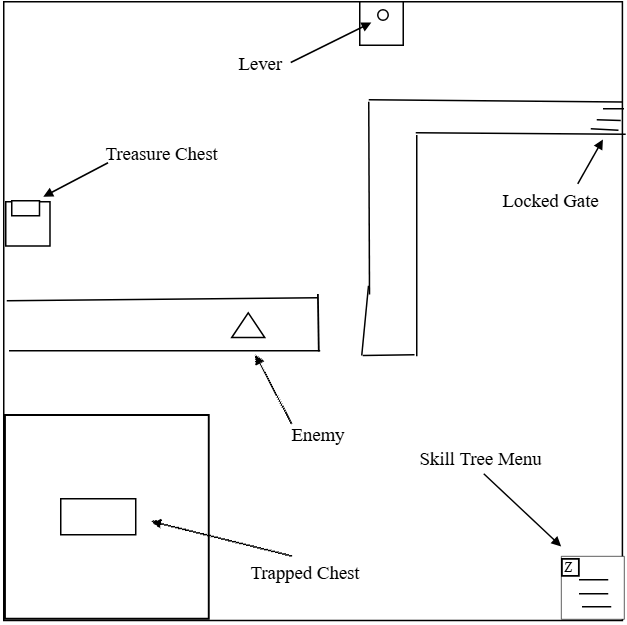 Lever
Treasure Chest
Locked Gate
Enemy
Skill Tree Menu
Z
Trapped Chest